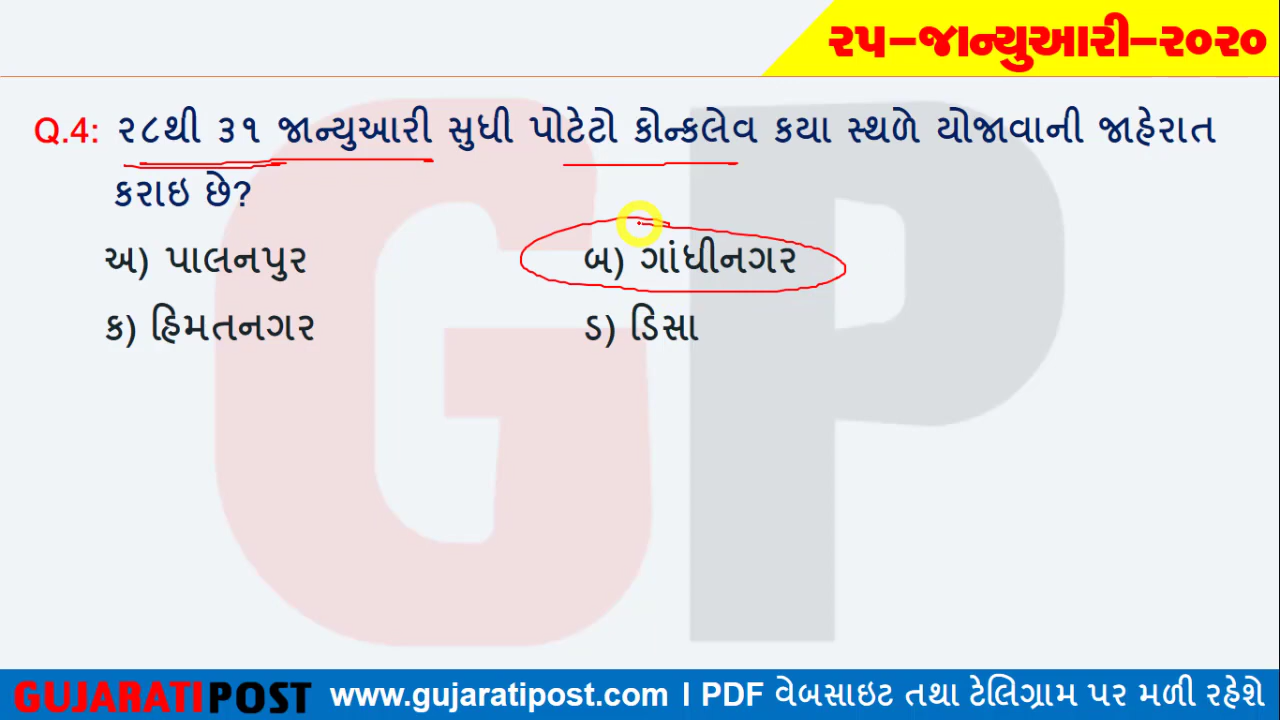 ૨૫-જાન્યુઆરી-૨૦૨૦
Q.4: ૨૮થી ૩૧ જાન્યુઆરી સુધી પોટેટો કોન્કલેવ કયા સ્થળે યોજાવાની જાહેરાત
કરાઇ છે?
અ) પાલનપુર
બ) ગાંધીનગર
ક) હિમતનગર
ડ) ડિસા
GP
GUJARATIPOST www.gujaratipost.com I PDF વેબસાઇટ તથા ટેલિગ્રામ પર મળી રહેશે